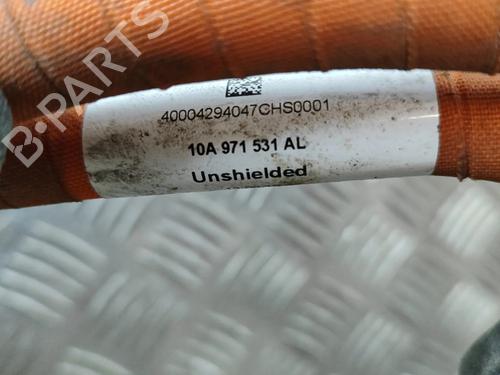 40004294047CHS0001
10A 971 531 AL
Unshielded
B-PARTS